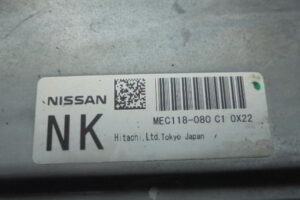 NISSAN
MEC118-080 C1 0X22
NK
Hitachi,Ltd.Tokyo Japan